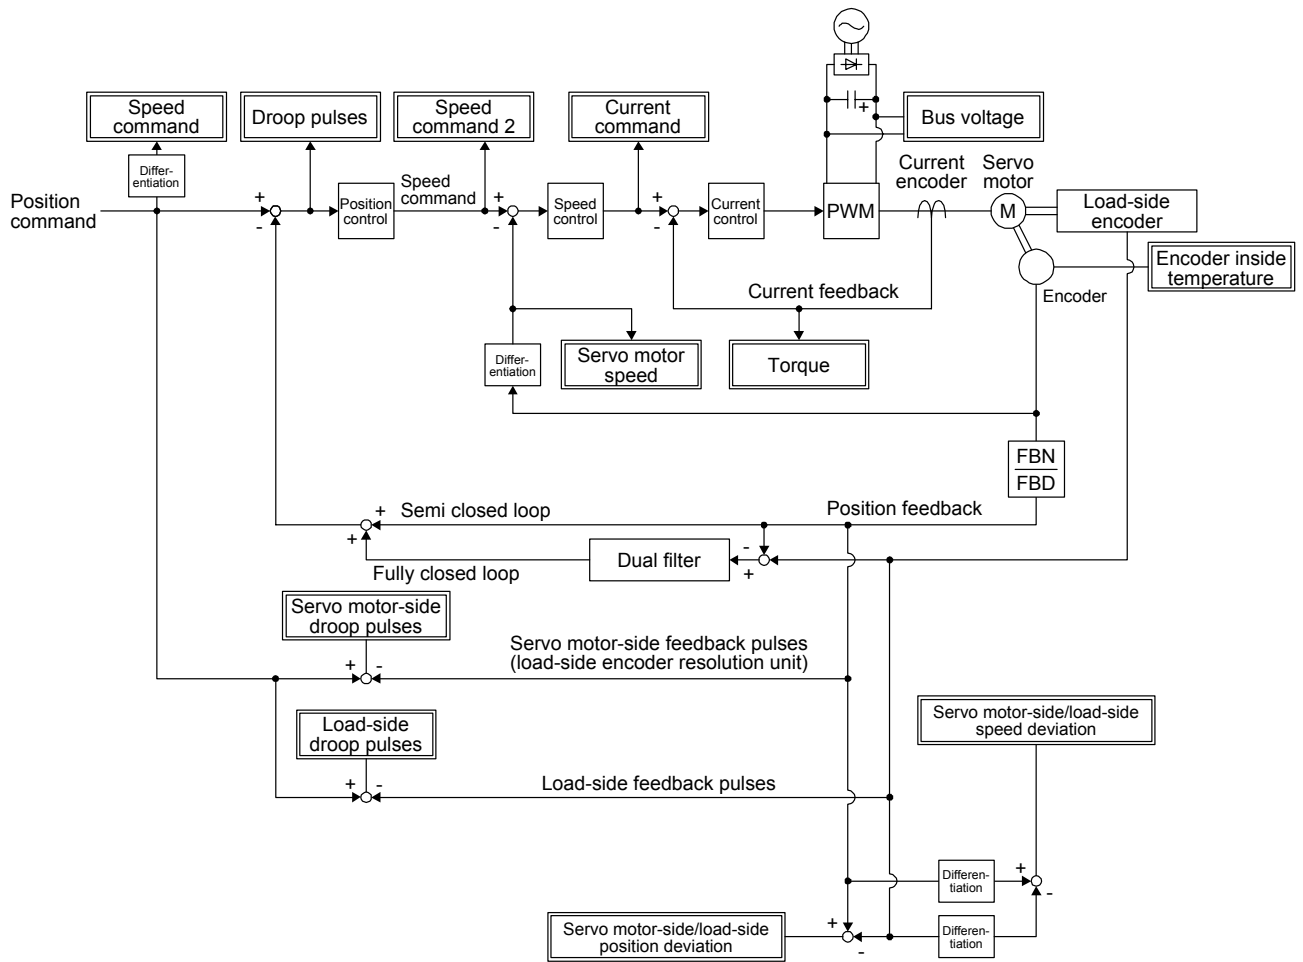 Speed
command
Droop pulses
Speed
command 2
Current
command
+
Bus voltage
Differ-
entiation
Position
command
+
-
Position
control
Speed
command
+
-
Speed
control
+
-
Current
control
PWM
Current
encoder
Servo
motor
M
Load-side
encoder
Encoder inside
temperature
Encoder
Current feedback
Differ-
entiation
Servo motor
speed
Torque
FBN
FBD
+
Semi closed loop
Position feedback
+
Fully closed loop
Dual filter
-
+
Servo motor-side
droop pulses
+
-
Servo motor-side feedback pulses
(load-side encoder resolution unit)
Load-side
droop pulses
+
-
Load-side feedback pulses
Servo motor-side/load-side
speed deviation
Differen-
tiation
+
-
Servo motor-side/load-side
position deviation
+
-
Differen-
tiation